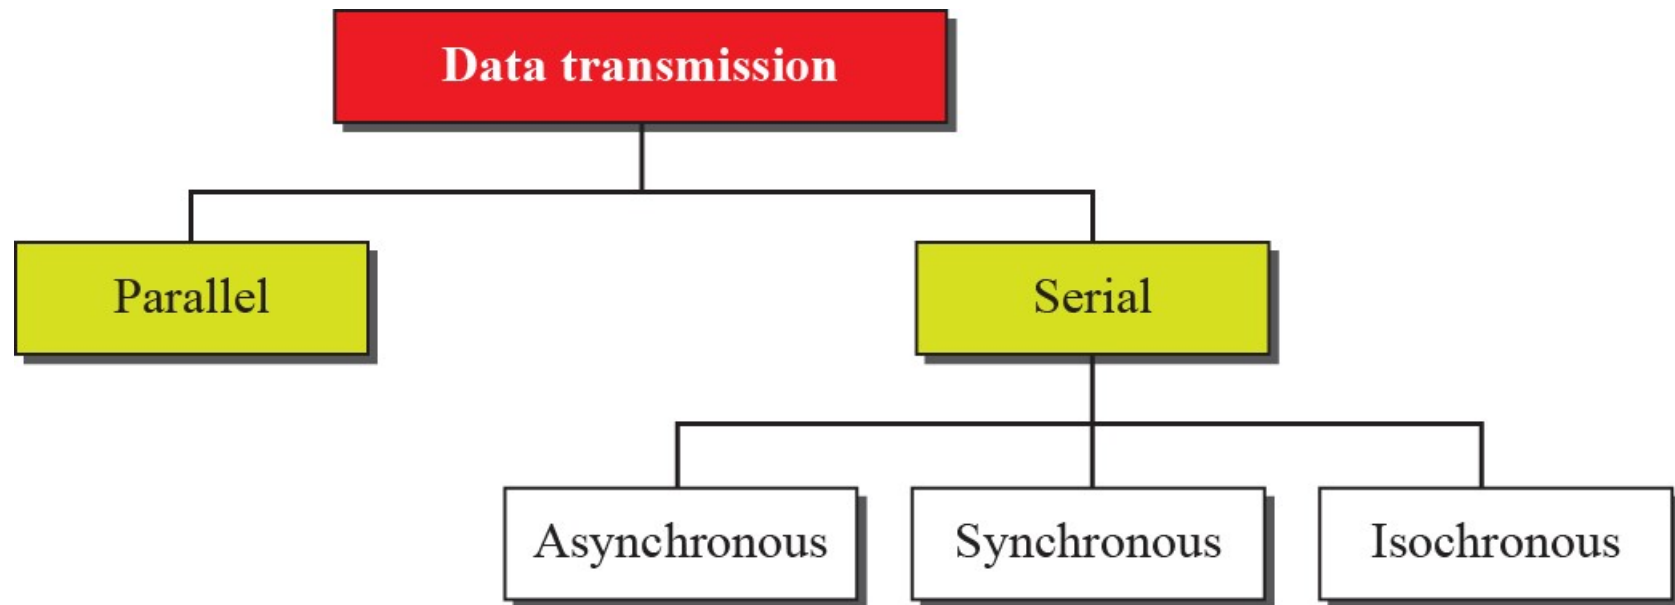 Data transmission
Parallel
Serial
Asynchronous
Synchronous
Isochronous